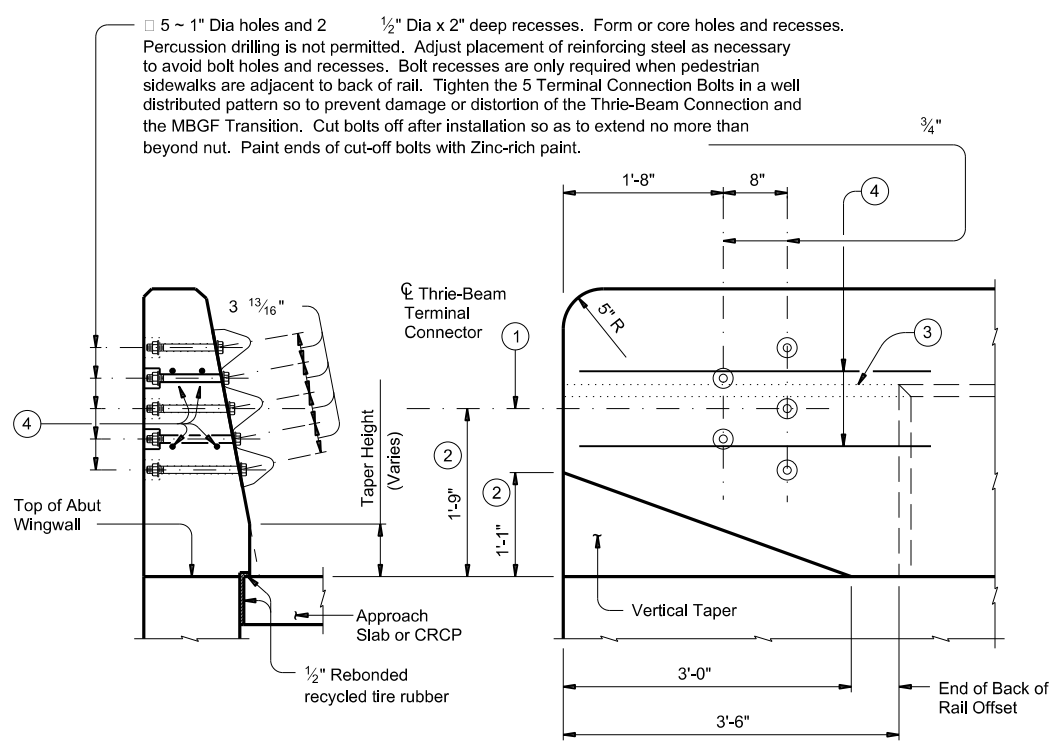 □ 5 ~ 1" Dia holes and 2 ½" Dia x 2" deep recesses. Form or core holes and recesses.
Percussion drilling is not permitted. Adjust placement of reinforcing steel as necessary
to avoid bolt holes and recesses. Bolt recesses are only required when pedestrian
sidewalks are adjacent to back of rail. Tighten the 5 Terminal Connection Bolts in a well
distributed pattern so to prevent damage or distortion of the Thrie-Beam Connection and
the MBGF Transition. Cut bolts off after installation so as to extend no more than
beyond nut. Paint ends of cut-off bolts with Zinc-rich paint.
¾"
1'-8"
8"
4
3 13/16"
℄ Thrie-Beam
Terminal
Connector
1
5" R
3
4
Taper Height
(Varies)
2
1'-9"
2
1'-1"
Top of Abut
Wingwall
Approach
Slab or CRCP
Vertical Taper
½" Rebonded
recycled tire rubber
3'-0"
3'-6"
End of Back of
Rail Offset